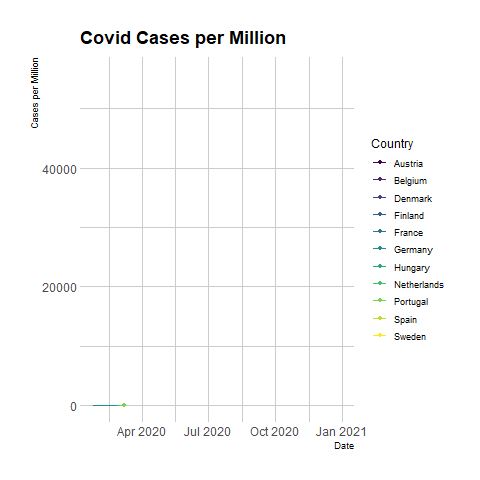 Covid Cases per Million
Cases per Million
40000
20000
0
Apr 2020
Jul 2020
Oct 2020
Jan 2021
Date
Country
Austria
Belgium
Denmark
Finland
France
Germany
Hungary
Netherlands
Portugal
Spain
Sweden